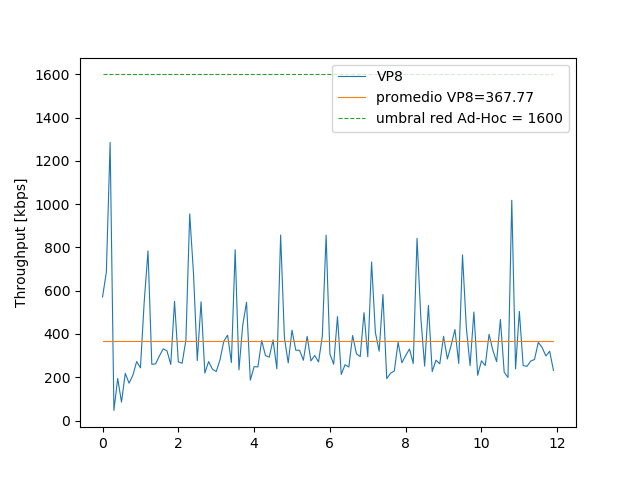 VP8
promedio VP8=367.77
umbral red Ad-Hoc = 1600
Throughput [kbps]
1600
1400
1200
1000
800
600
400
200
0
0 2 4 6 8 10 12